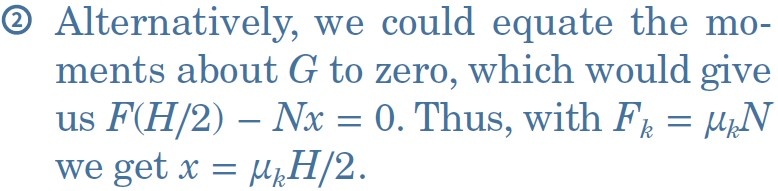 ② Alternatively, we could equate the mo-
ments about G to zero, which would give
us F(H/2) − Nx = 0. Thus, with Fₖ = μₖN
we get x = μₖH/2.